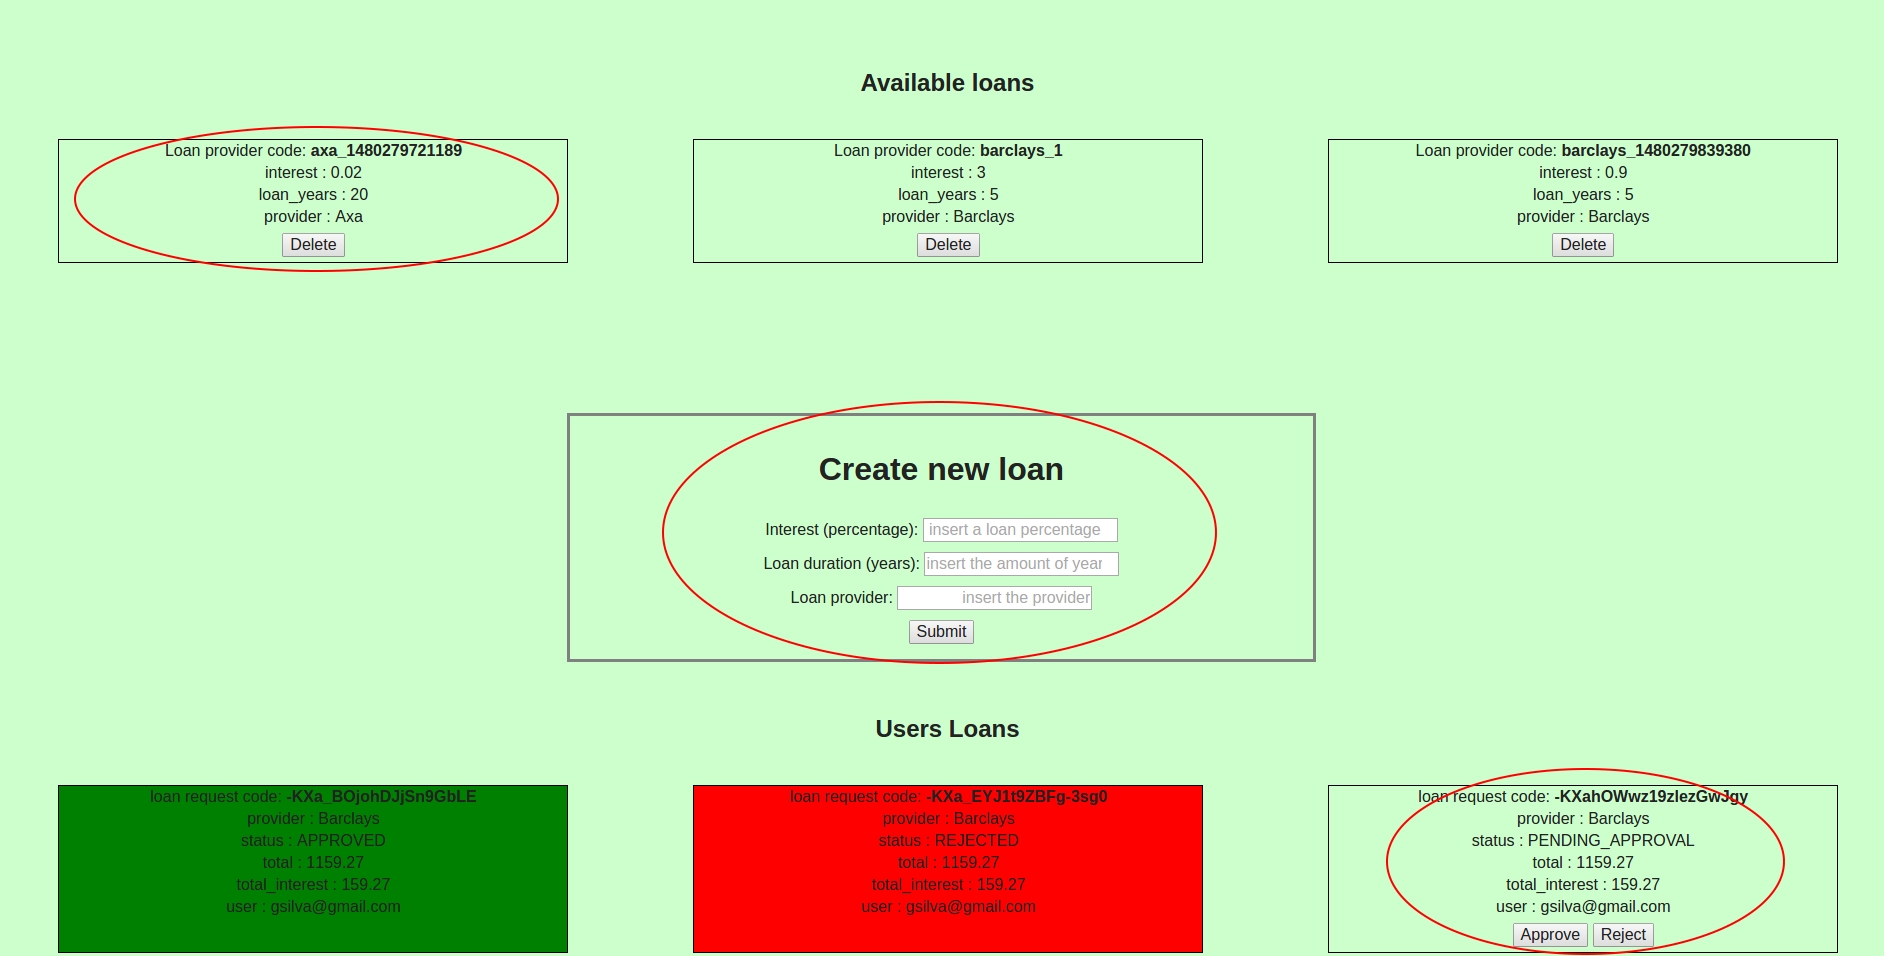 Available loans
Loan provider code: axa_1480279721189
interest : 0.02
loan_years : 20
provider : Axa
Delete
Loan provider code: barclays_1
interest : 3
loan_years : 5
provider : Barclays
Delete
Loan provider code: barclays_1480279839380
interest : 0.9
loan_years : 5
provider : Barclays
Delete
Create new loan
Interest (percentage): insert a loan percentage
Loan duration (years): insert the amount of year
Loan provider: insert the provider
Submit
Users Loans
loan request code: -KXa_BOjohDJjSn9GbLE
provider : Barclays
status : APPROVED
total : 1159.27
total_interest : 159.27
user : gsilva@gmail.com
loan request code: -KXa_EYJ1t9ZBFg-3sg0
provider : Barclays
status : REJECTED
total : 1159.27
total_interest : 159.27
user : gsilva@gmail.com
loan request code: -KXahOWwz19zlezGwJgy
provider : Barclays
status : PENDING_APPROVAL
total : 1159.27
total_interest : 159.27
user : gsilva@gmail.com
Approve Reject